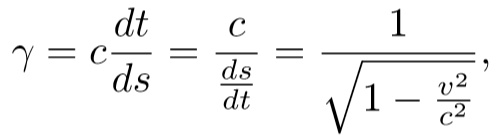 γ = c dt/ds = c/(ds/dt) = 1/√(1 − v²/c²),